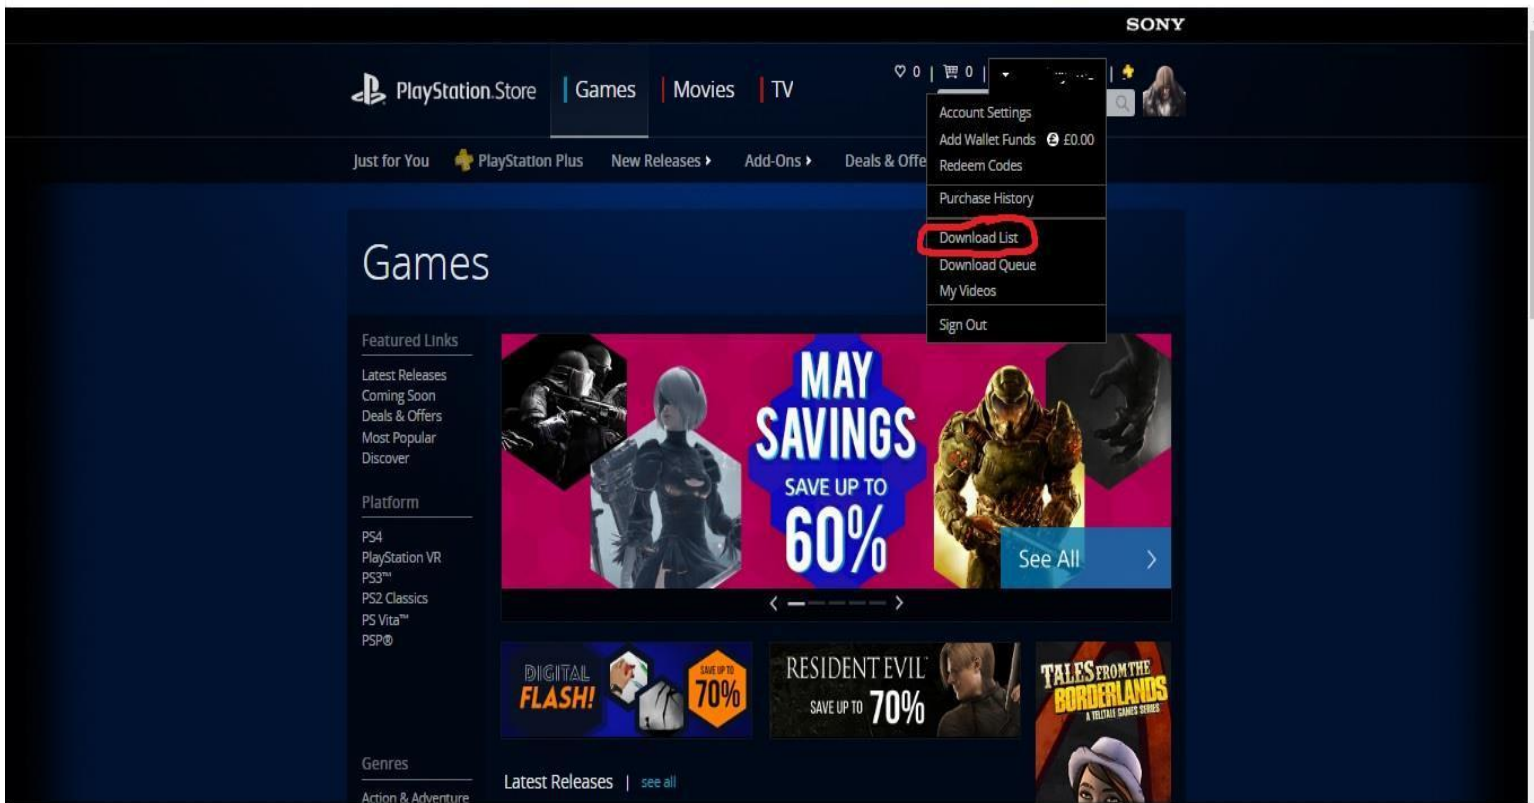 SONY
PlayStation.Store
Games
Movies
TV
0
0
Account Settings
Add Wallet Funds £ £0.00
Redeem Codes
Purchase History
Download List
Download Queue
My Videos
Sign Out
Just for You
PlayStation Plus
New Releases
Add-Ons
Deals & Offe
Games
Featured Links
Latest Releases
Coming Soon
Deals & Offers
Most Popular
Discover
Platform
PS4
PlayStation VR
PS3™
PS2 Classics
PS Vita™
PSP®
Genres
Action & Adventure
MAY
SAVINGS
SAVE UP TO
60%
See All
DIGITAL
FLASH!
SAVE UP TO
70%
RESIDENT EVIL
SAVE UP TO 70%
TALES FROM THE
BORDERLANDS
A TELLTALE GAMES SERIES
Latest Releases | see all